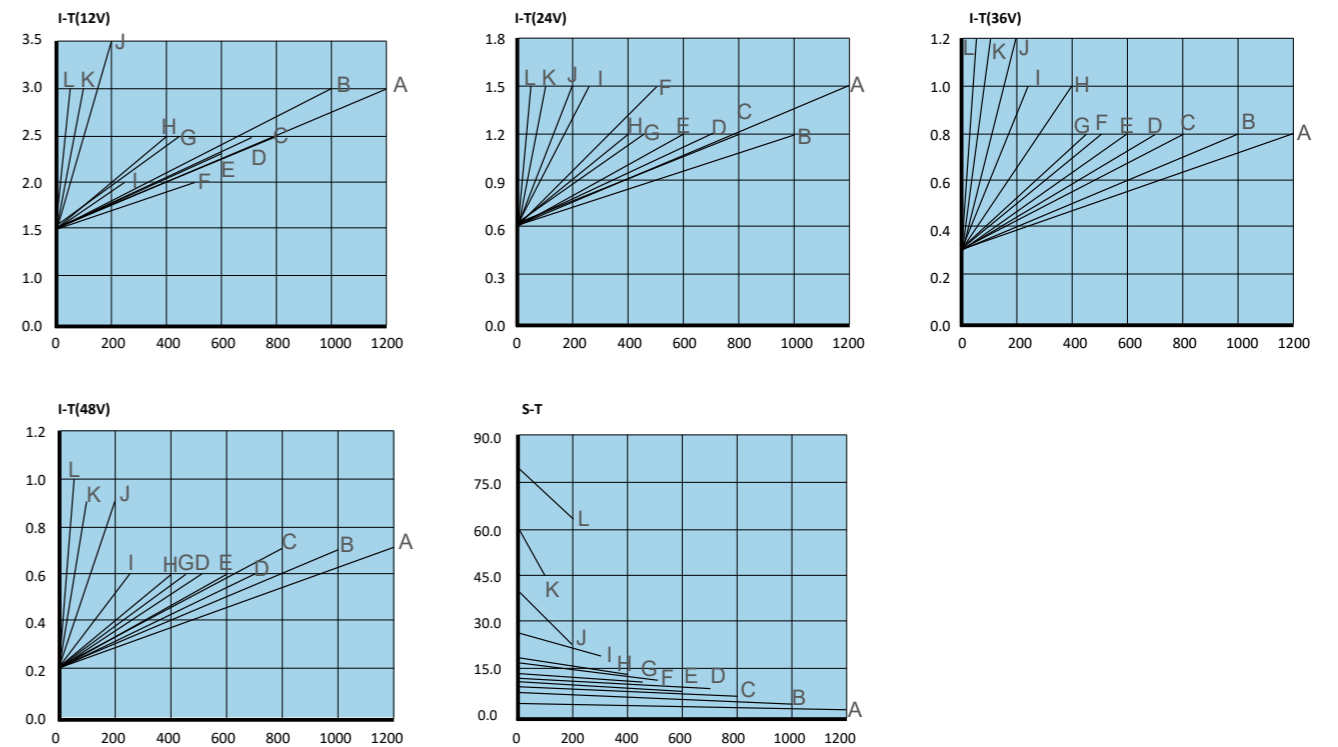 I-T(12V)
3.5
3.0
2.5
2.0
1.5
1.0
0.0
0 200 400 600 800 1000 1200
J
L K
B A
H G C
D
E
I F
I-T(24V)
1.8
1.5
1.2
0.9
0.6
0.3
0.0
0 200 400 600 800 1000 1200
L K J I F A
H G E D C B
I-T(36V)
1.2
1.0
0.8
0.6
0.4
0.2
0.0
0 200 400 600 800 1000 1200
L K J
I H
G F E D C B A
I-T(48V)
1.2
1.0
0.8
0.6
0.4
0.2
0.0
0 200 400 600 800 1000 1200
L
K J
I H G D E D C B A
S-T
90.0
75.0
60.0
45.0
30.0
15.0
0.0
0 200 400 600 800 1000 1200
L
K
J
I H G F E D C B A